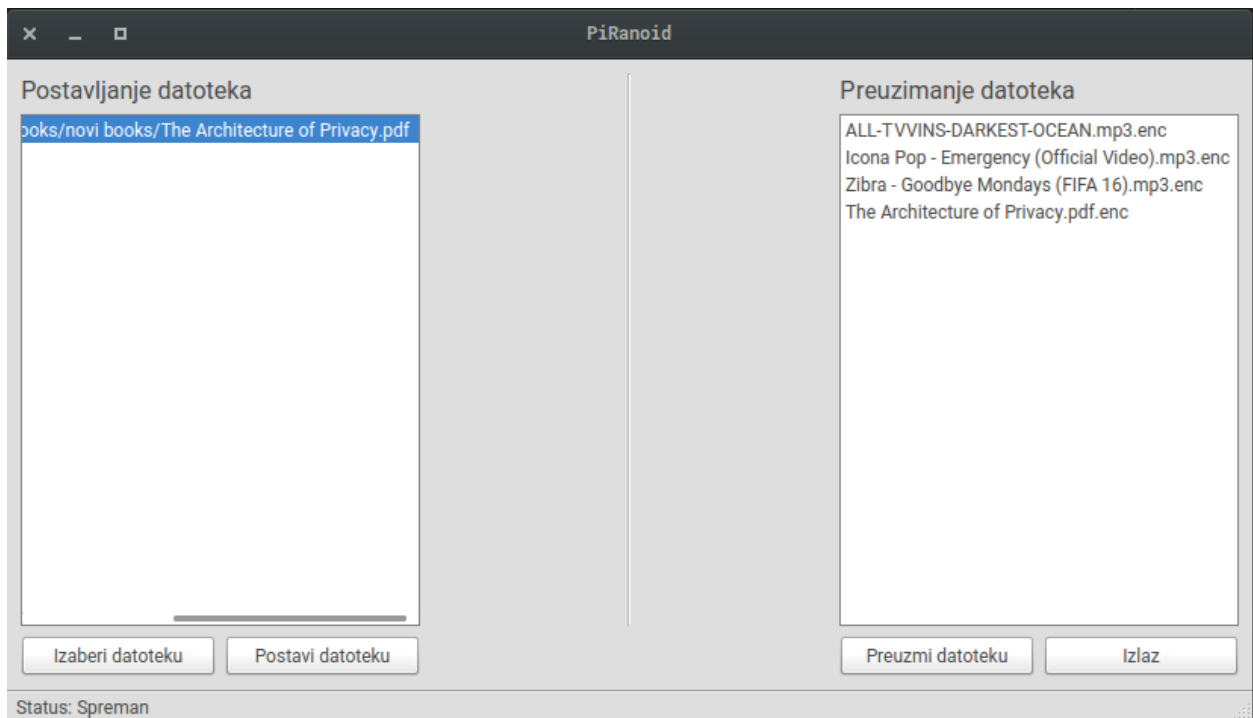 PiRanoid
Postavljanje datoteka
ooks/novi books/The Architecture of Privacy.pdf
Izaberi datoteku
Postavi datoteku
Preuzimanje datoteka
ALL-TVVINS-DARKEST-OCEAN.mp3.enc
Icona Pop - Emergency (Official Video).mp3.enc
Zibra - Goodbye Mondays (FIFA 16).mp3.enc
The Architecture of Privacy.pdf.enc
Preuzmi datoteku
Izlaz
Status: Spreman